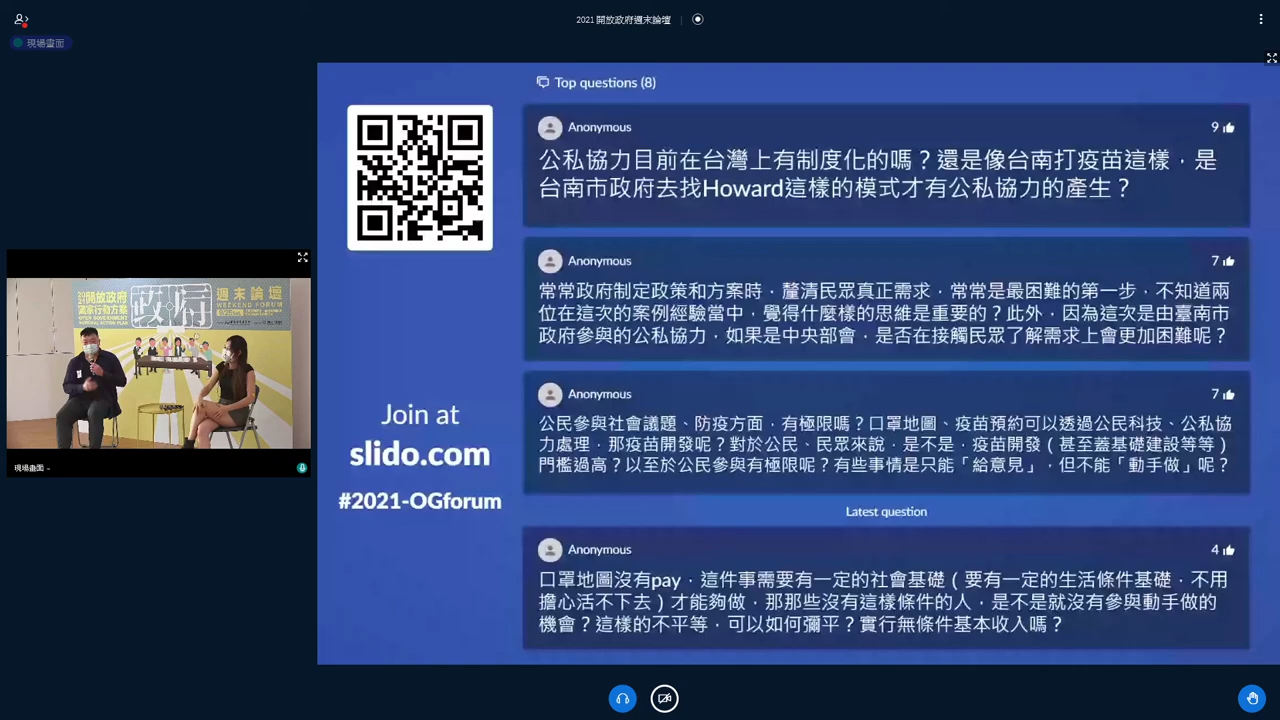 2021 開放政府週末論壇
現場畫面
Top questions (8)
Anonymous
9
公私協力目前在台灣上有制度化的嗎？還是像台南打疫苗這樣，是
台南市政府去找Howard這樣的模式才有公私協力的產生？
Anonymous
7
常常政府制定政策和方案時，釐清民眾真正需求，常常是最困難的第一步，不知道兩
位在這次的案例經驗當中，覺得什麼樣的思維是重要的？此外，因為這次是由臺南市
政府參與的公私協力，如果是中央部會，是否在接觸民眾了解需求上會更加困難呢？
Anonymous
7
公民參與社會議題、防疫方面，有極限嗎？口罩地圖、疫苗預約可以透過公民科技、公私協
力處理，那疫苗開發呢？對於公民、民眾來說，是不是，疫苗開發（甚至蓋基礎建設等等）
門檻過高？以至於公民參與有極限呢？有些事情是只能「給意見」，但不能「動手做」呢？
Latest question
Anonymous
4
口罩地圖沒有pay，這件事需要有一定的社會基礎（要有一定的生活條件基礎，不用
擔心活不下去）才能夠做，那那些沒有這樣條件的人，是不是就沒有參與動手做的
機會？這樣的不平等，可以如何彌平？實行無條件基本收入嗎？
Join at
slido.com
#2021-OGforum
開放政府
國家行動方案
OPEN GOVERNMENT
NATIONAL ACTION PLAN
週末論壇
WEEKEND FORUM
現場畫面